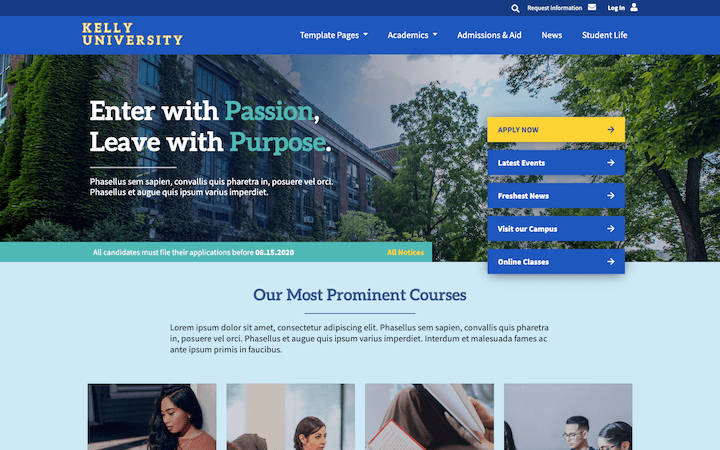 Request Information
Log In
KELLY
UNIVERSITY
Template Pages
Academics
Admissions & Aid
News
Student Life
Enter with Passion,
Leave with Purpose.
Phasellus sem sapien, convallis quis pharetra in, posuere vel orci.
Phasellus et augue quis ipsum varius imperdiet.
APPLY NOW
Latest Events
Freshest News
Visit our Campus
Online Classes
All candidates must file their applications before 08.15.2020
All Notices
Our Most Prominent Courses
Lorem ipsum dolor sit amet, consectetur adipiscing elit. Phasellus sem sapien, convallis quis pharetra
in, posuere vel orci. Phasellus et augue quis ipsum varius imperdiet. Interdum et malesuada fames ac
ante ipsum primis in faucibus.